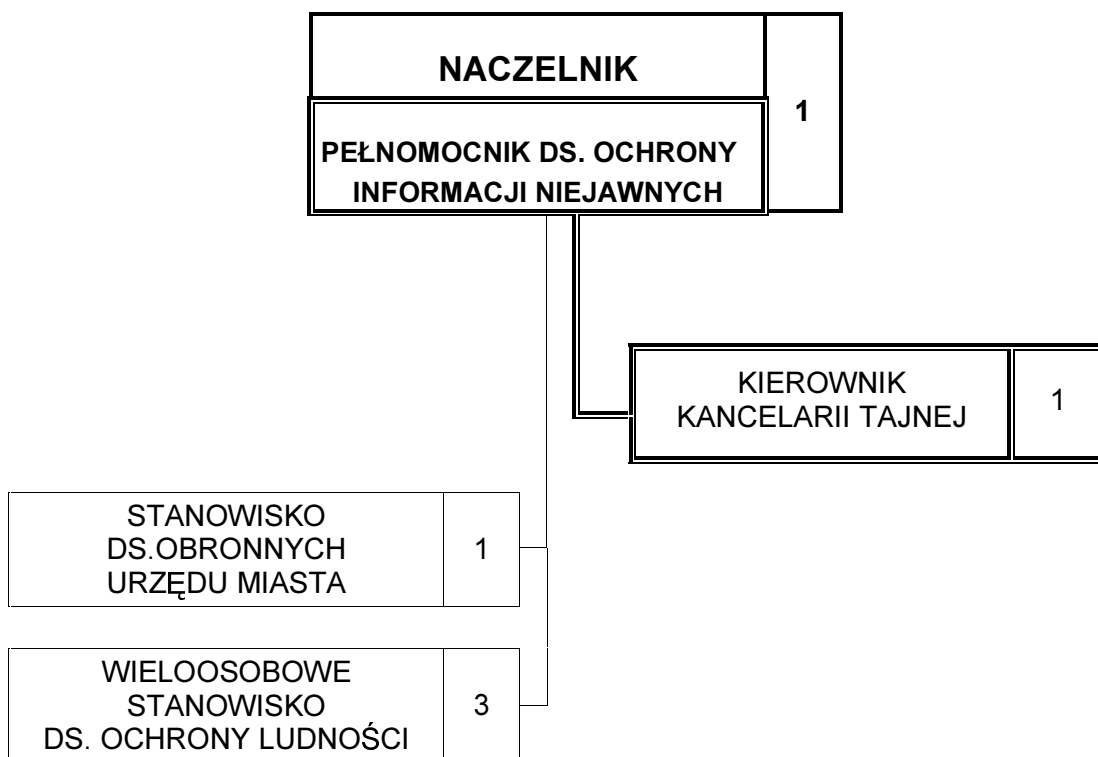 NACZELNIK
1
PEŁNOMOCNIK DS. OCHRONY
INFORMACJI NIEJAWNYCH
KIEROWNIK
KANCELARII TAJNEJ
1
STANOWISKO
DS.OBRONNYCH
URZĘDU MIASTA
1
WIELOOSOBOWE
STANOWISKO
DS. OCHRONY LUDNOŚCI
3